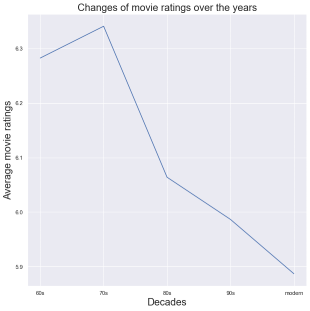 Changes of movie ratings over the years
6.3
6.2
6.1
6.0
5.9
Average movie ratings
60s
70s
80s
90s
modern
Decades